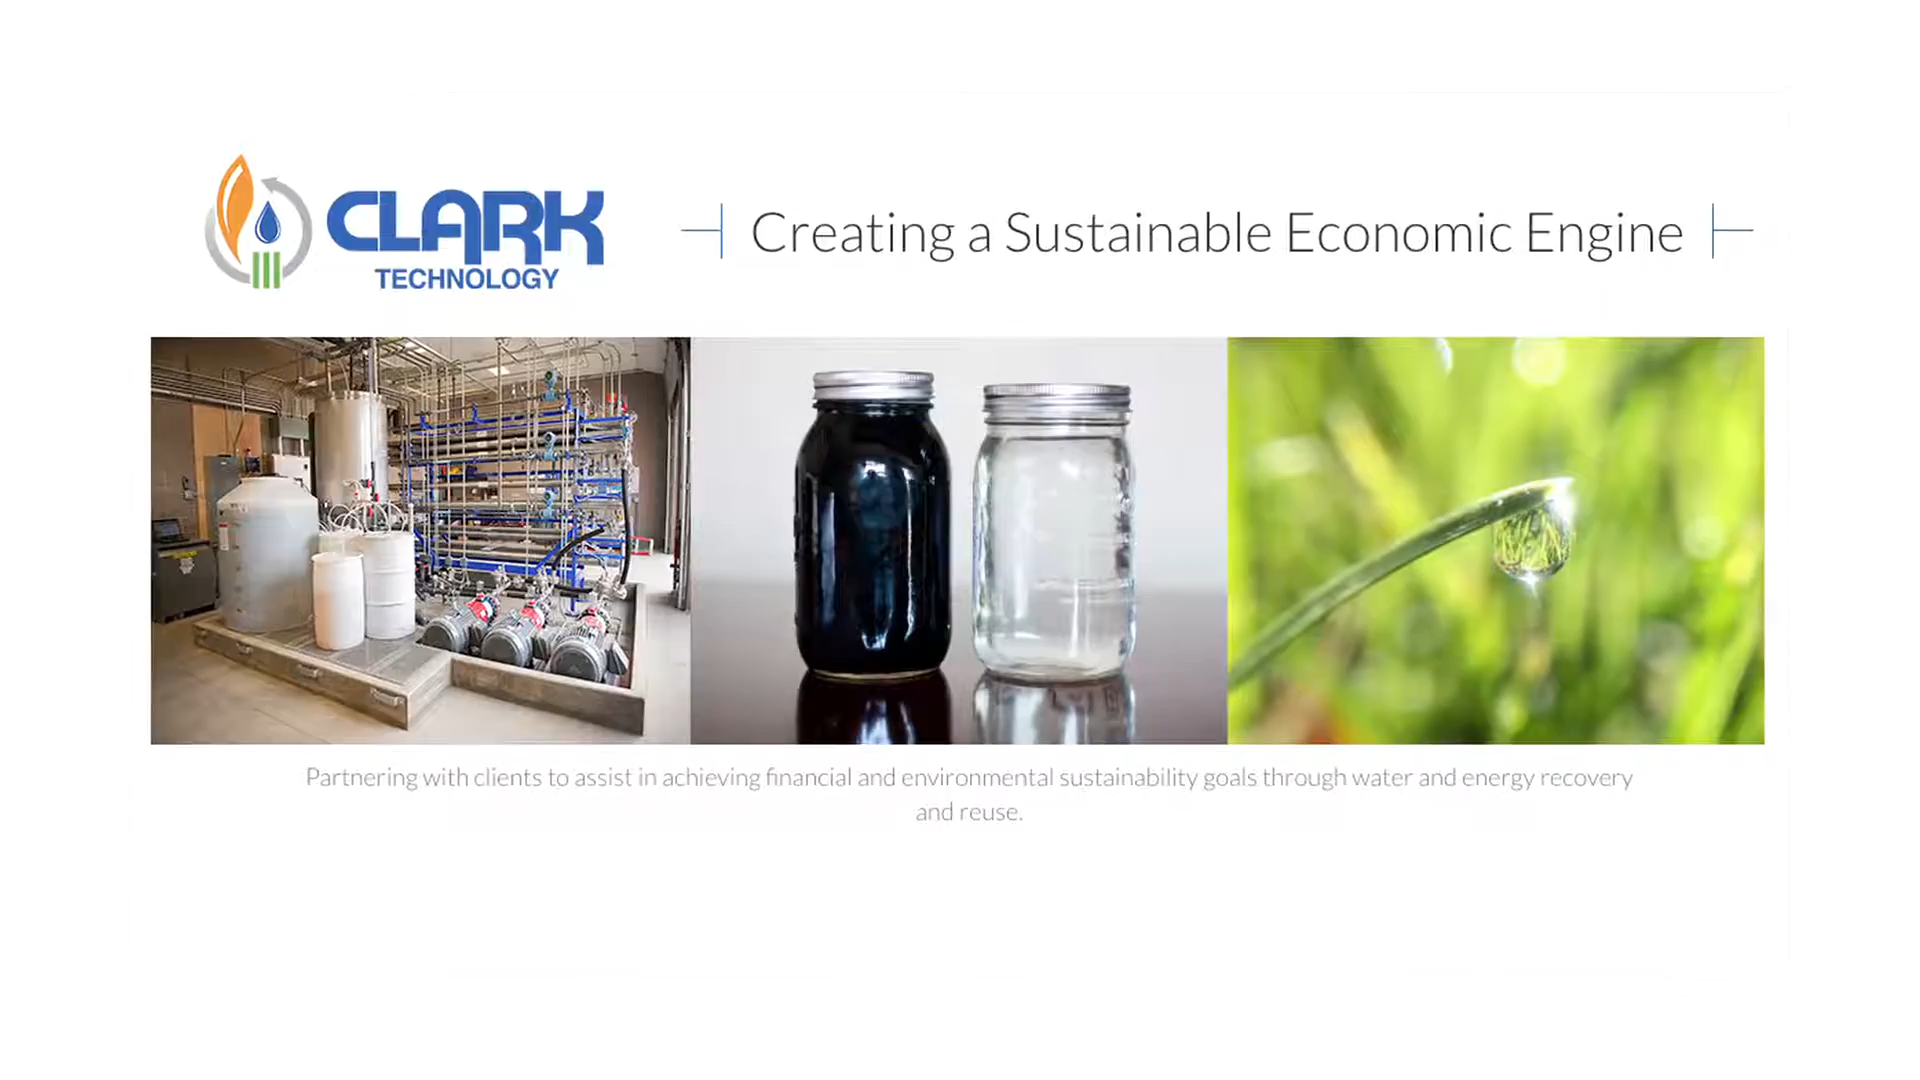 CLARK
TECHNOLOGY
Creating a Sustainable Economic Engine
Partnering with clients to assist in achieving financial and environmental sustainability goals through water and energy recovery
and reuse.